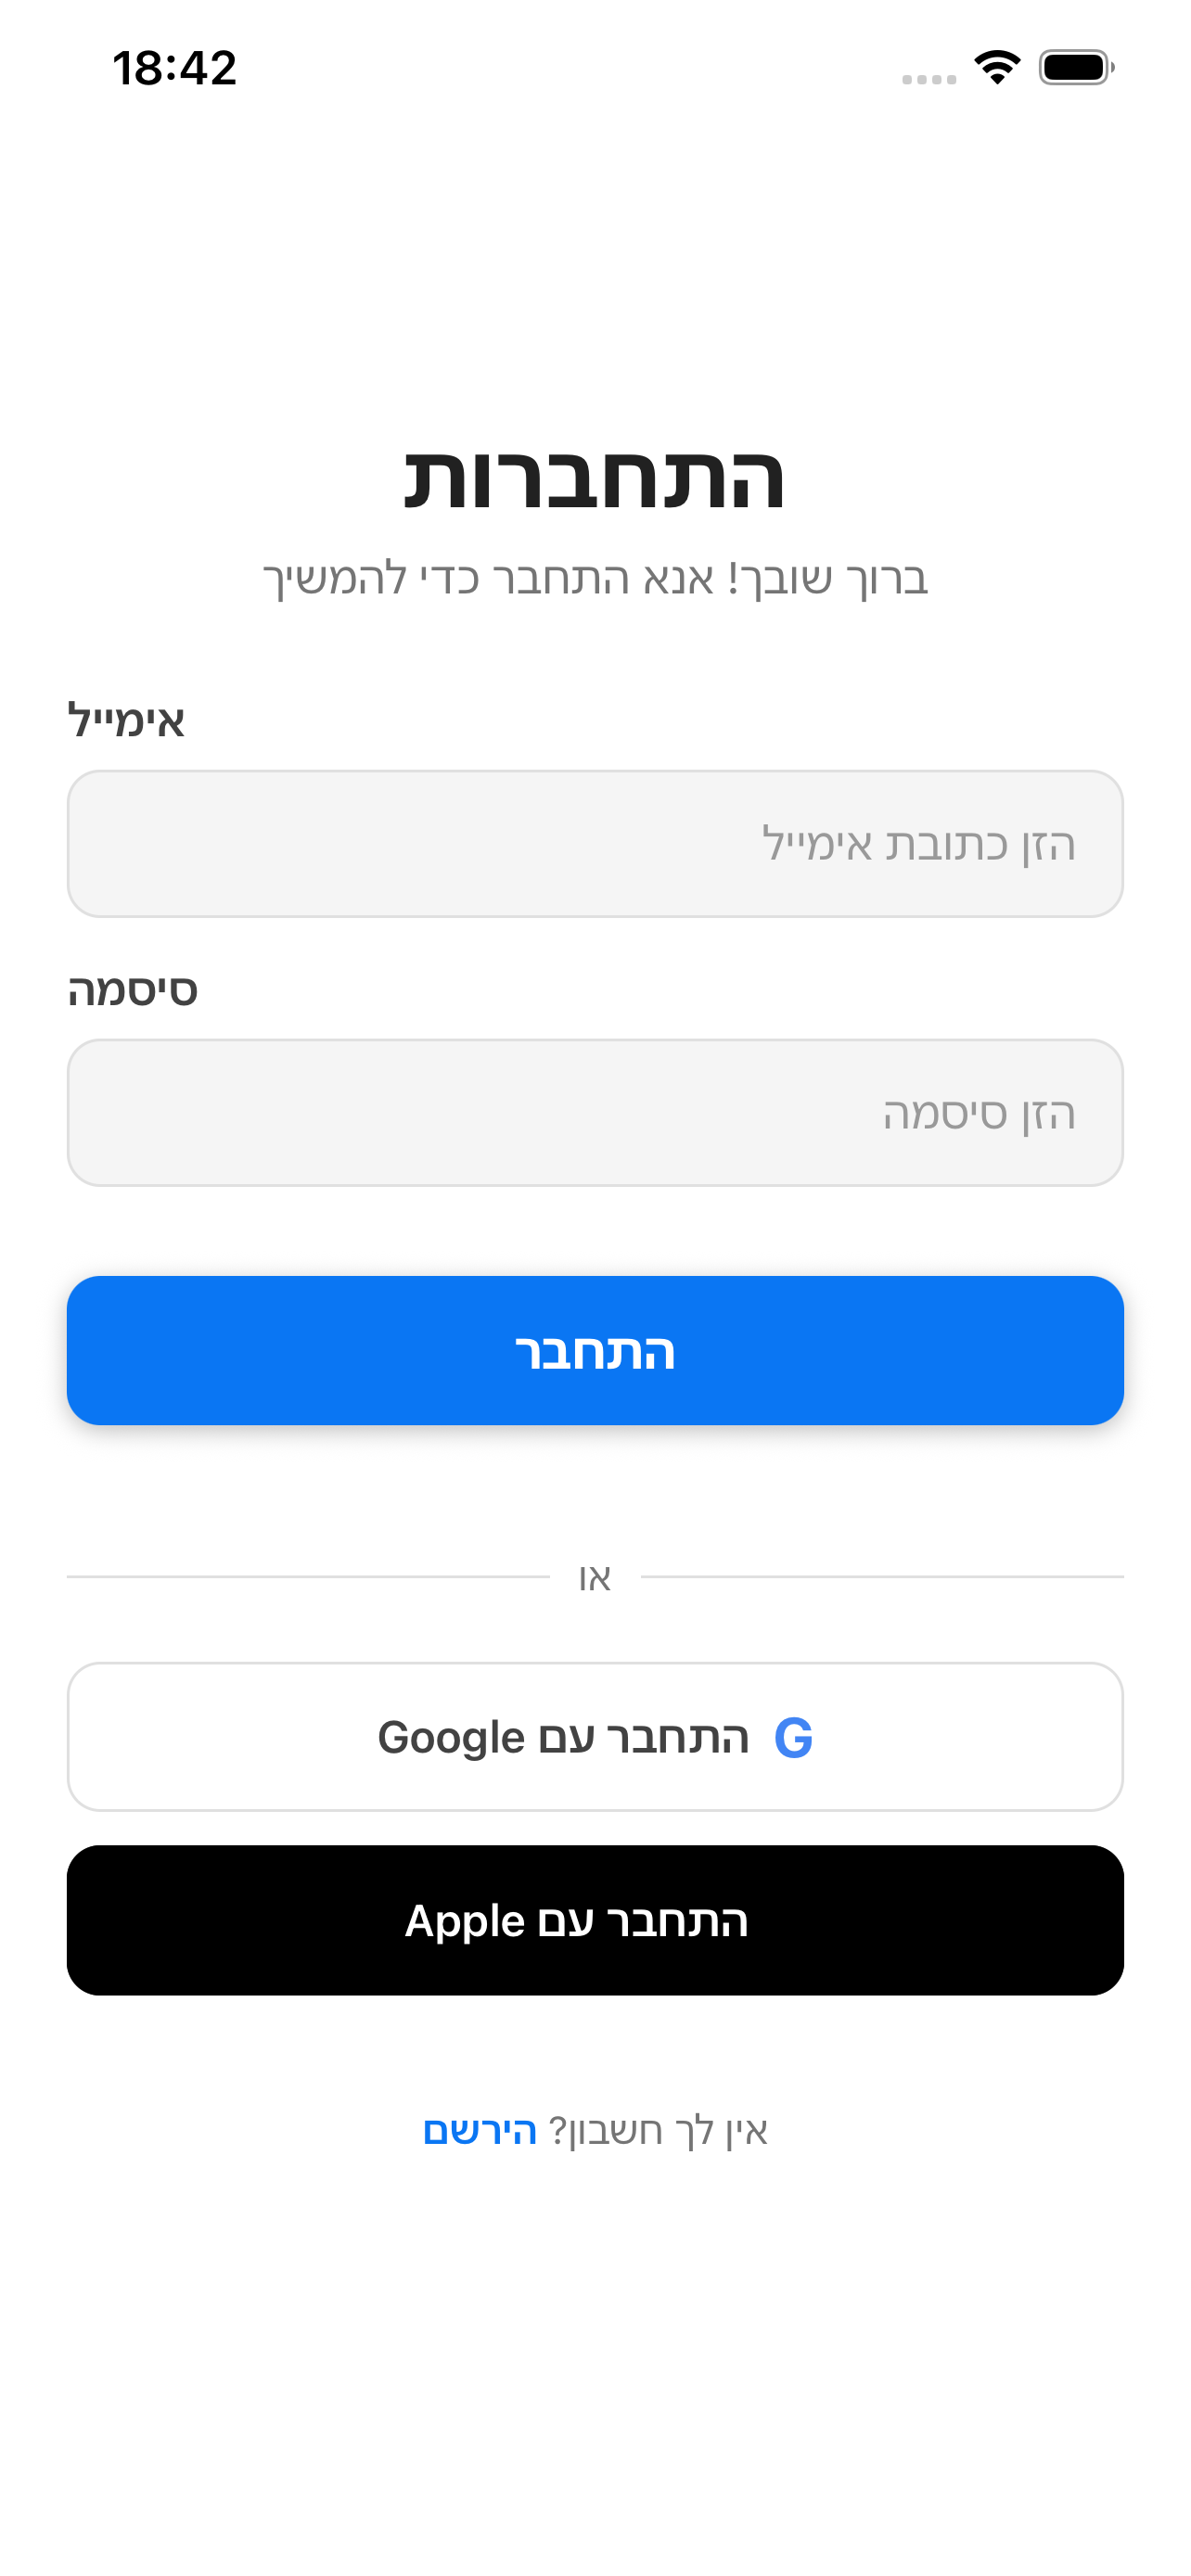 18:42
התחברות
ברוך שובך! אנא התחבר כדי להמשיך
אימייל
הזן כתובת אימייל
סיסמה
הזן סיסמה
התחבר
או
G התחבר עם Google
התחבר עם Apple
אין לך חשבון? הירשם